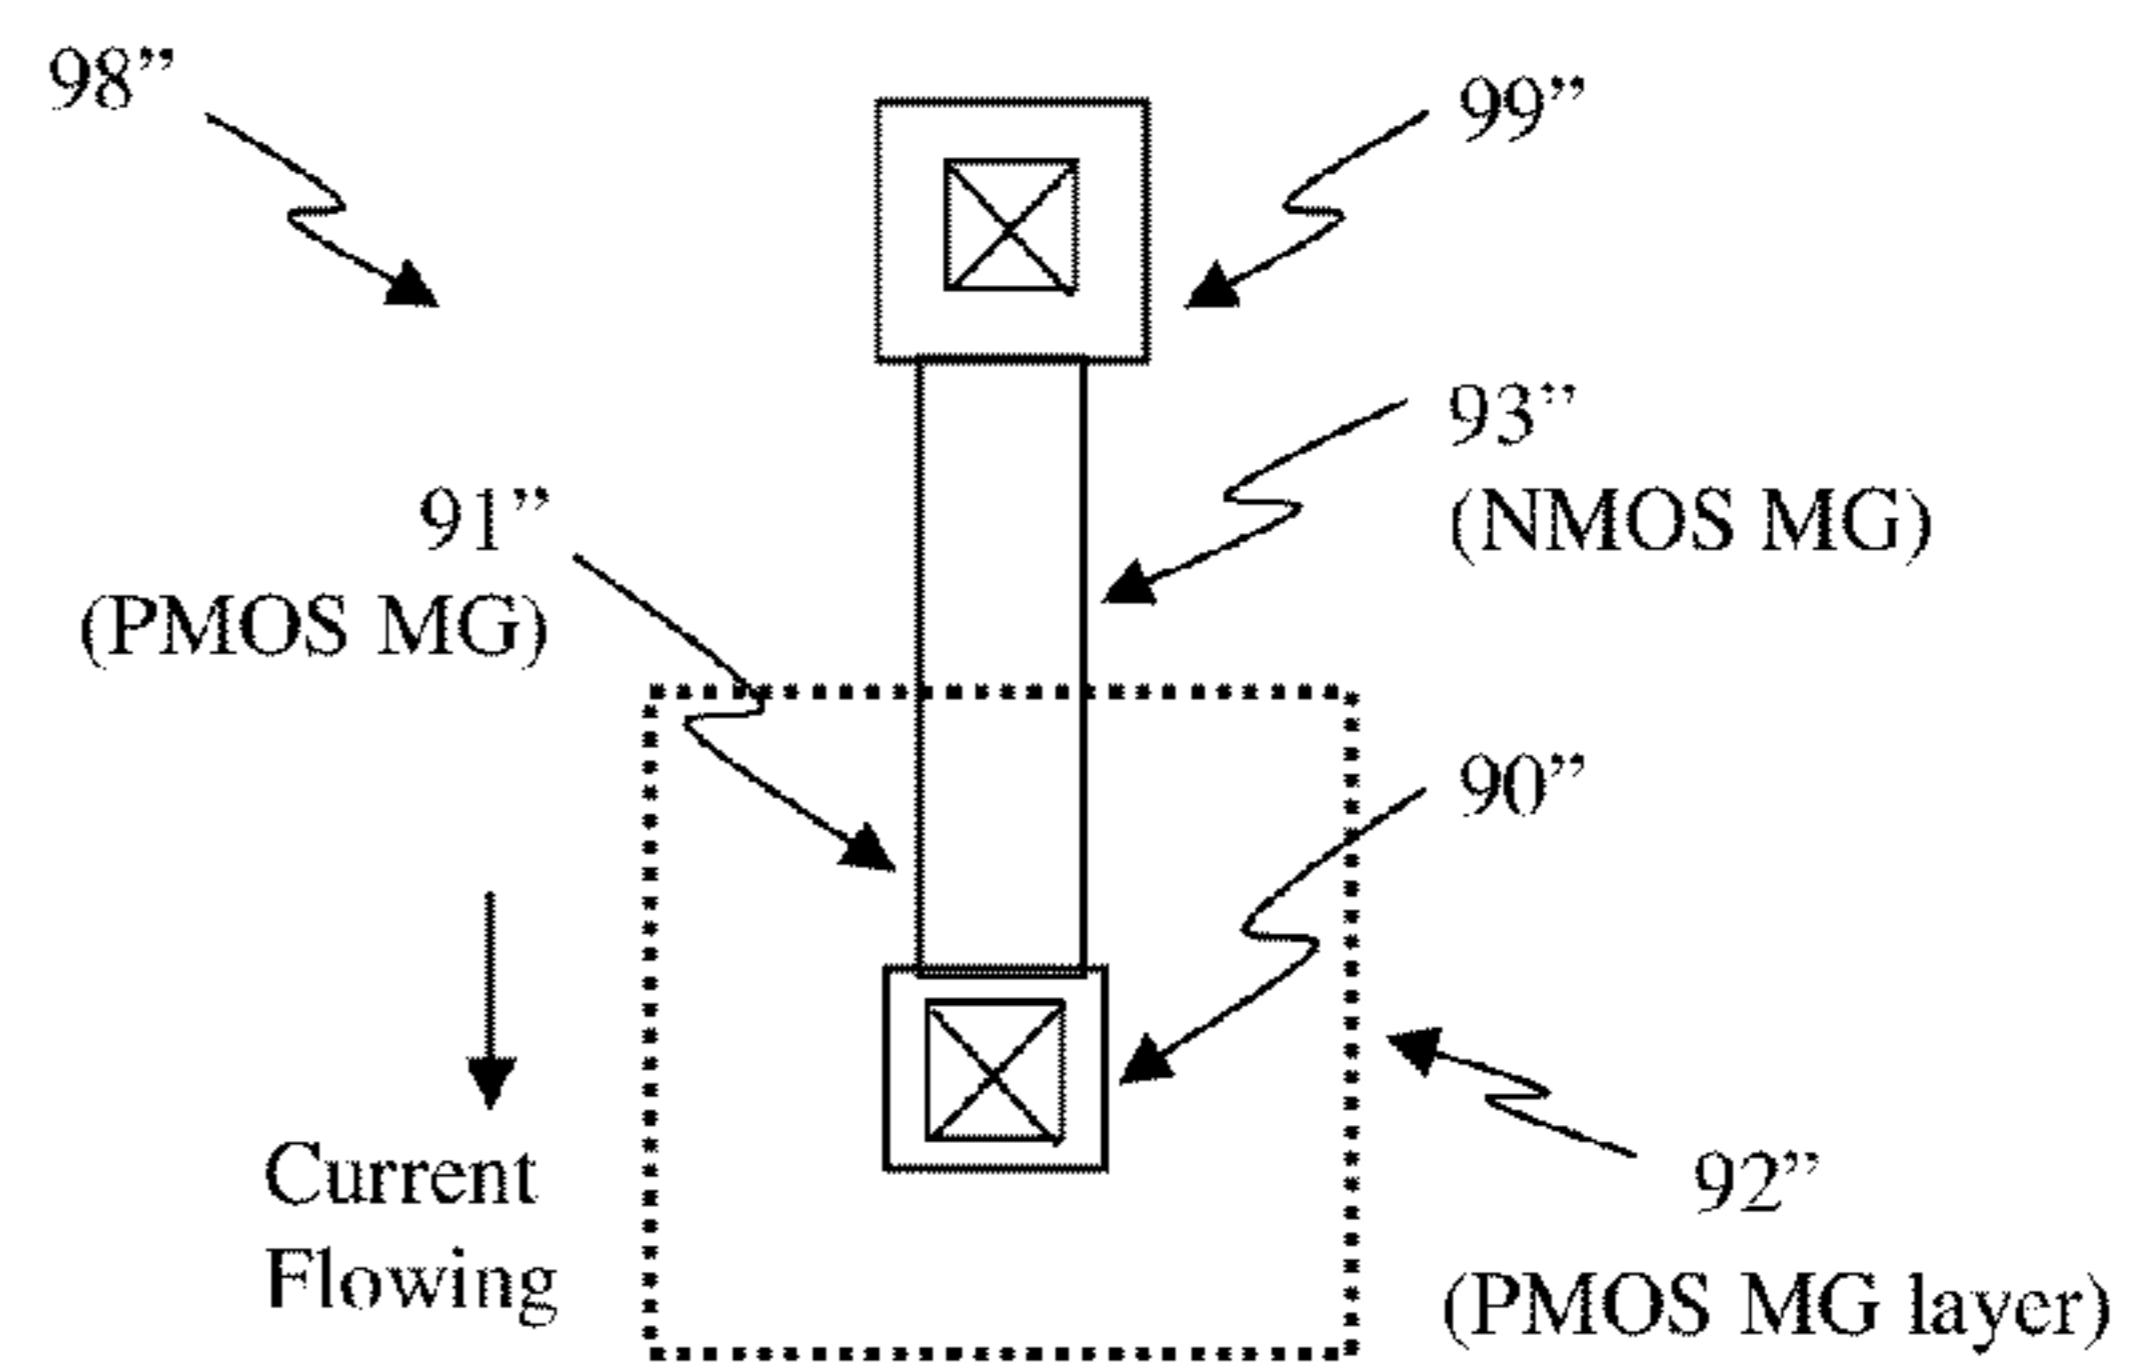 98”
99”
93”
(NMOS MG)
91”
(PMOS MG)
90”
Current
Flowing
92”
(PMOS MG layer)